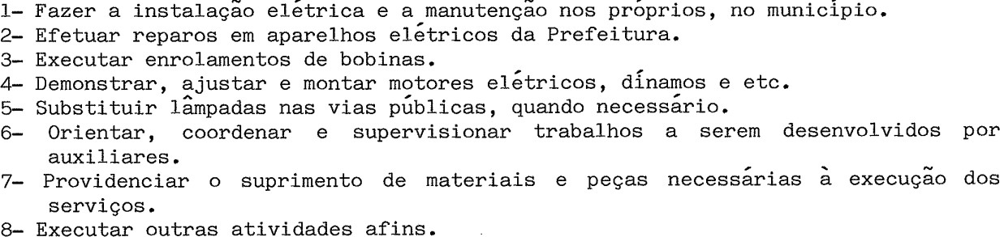 1- Fazer a instalação elétrica e a manutenção nos próprios, no município.
2- Efetuar reparos em aparelhos elétricos da Prefeitura.
3- Executar enrolamentos de bobinas.
4- Demonstrar, ajustar e montar motores elétricos, dínamos e etc.
5- Substituir lâmpadas nas vias públicas, quando necessário.
6- Orientar, coordenar e supervisionar trabalhos a serem desenvolvidos por
auxiliares.
7- Providenciar o suprimento de materiais e peças necessárias à execução dos
serviços.
8- Executar outras atividades afins.